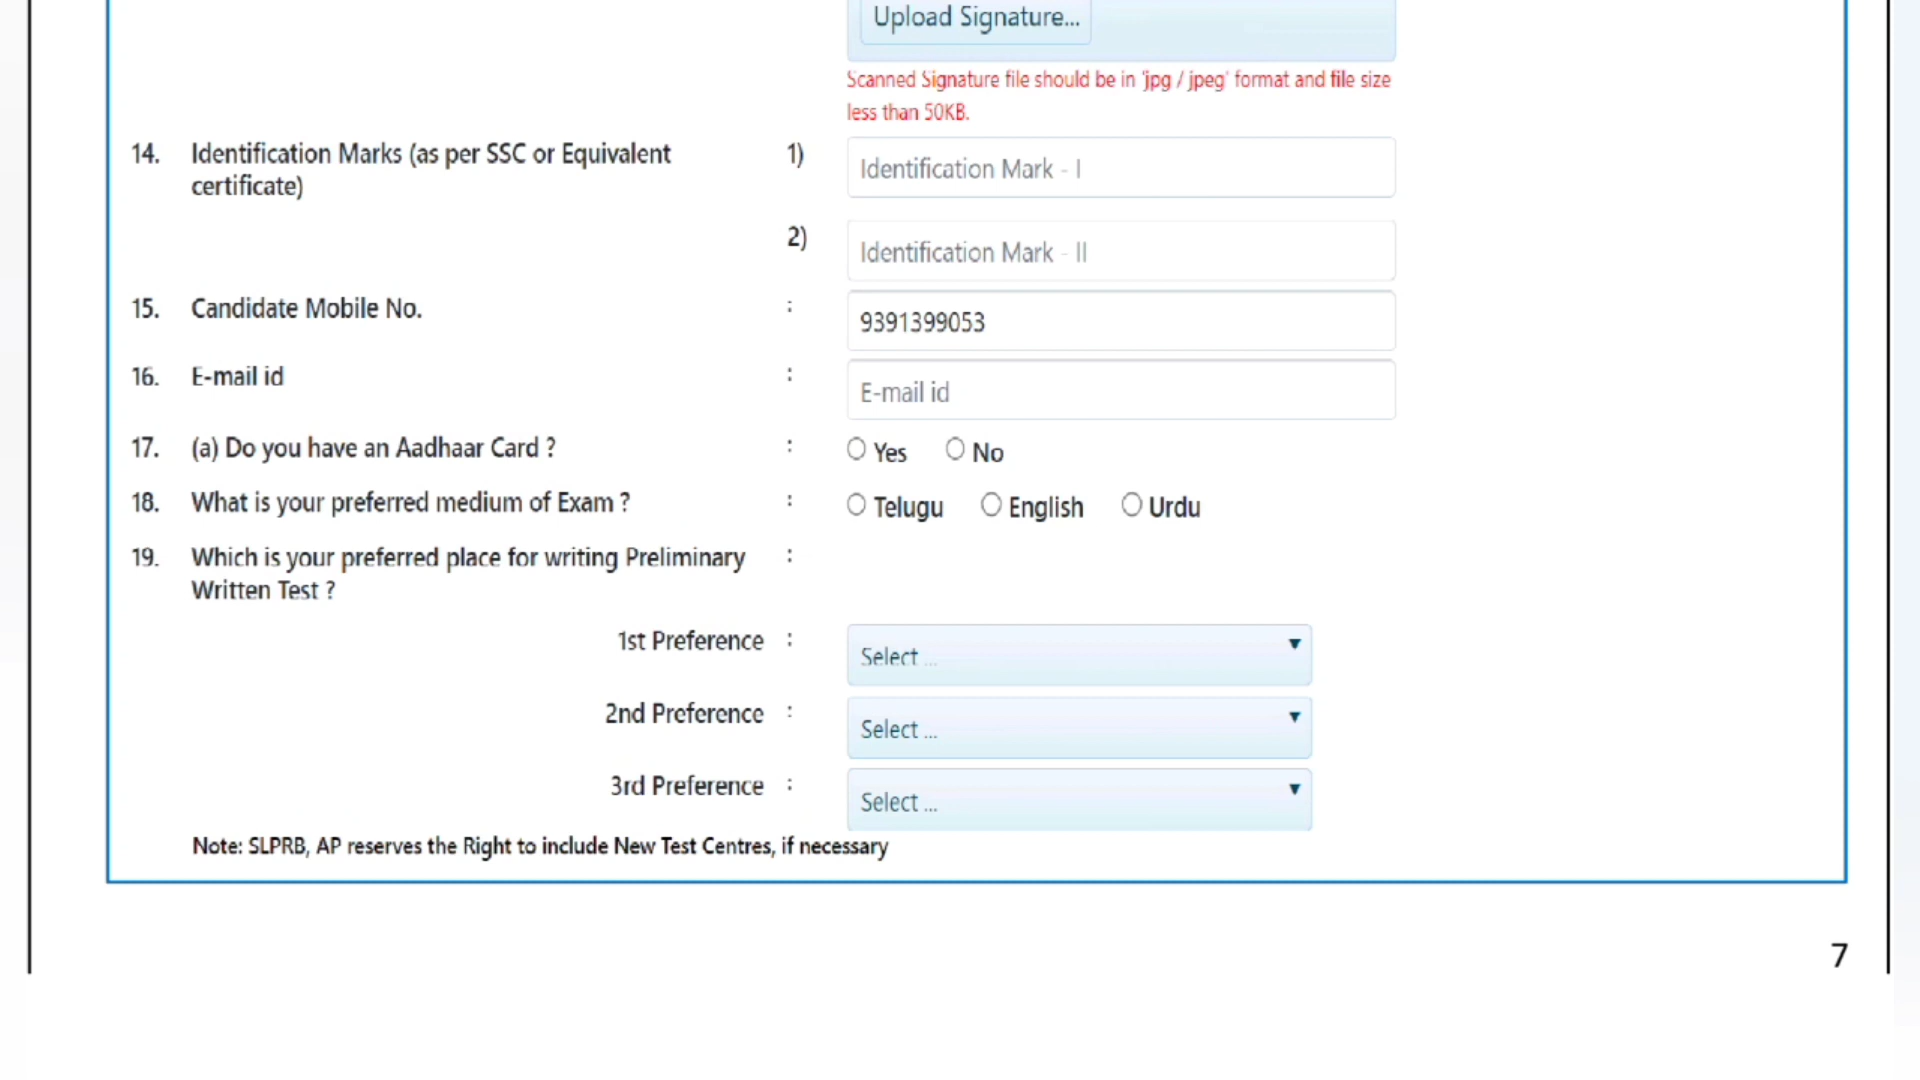 Upload Signature...
Scanned Signature file should be in 'jpg / jpeg' format and file size
less than 50KB.
14. Identification Marks (as per SSC or Equivalent 1) Identification Mark - I
certificate)
2) Identification Mark - II
15. Candidate Mobile No. : 9391399053
16. E-mail id : E-mail id
17. (a) Do you have an Aadhaar Card ? : Yes No
18. What is your preferred medium of Exam ? : Telugu English Urdu
19. Which is your preferred place for writing Preliminary :
Written Test ?
1st Preference : Select ...
2nd Preference : Select ...
3rd Preference : Select ...
Note: SLPRB, AP reserves the Right to include New Test Centres, if necessary
7